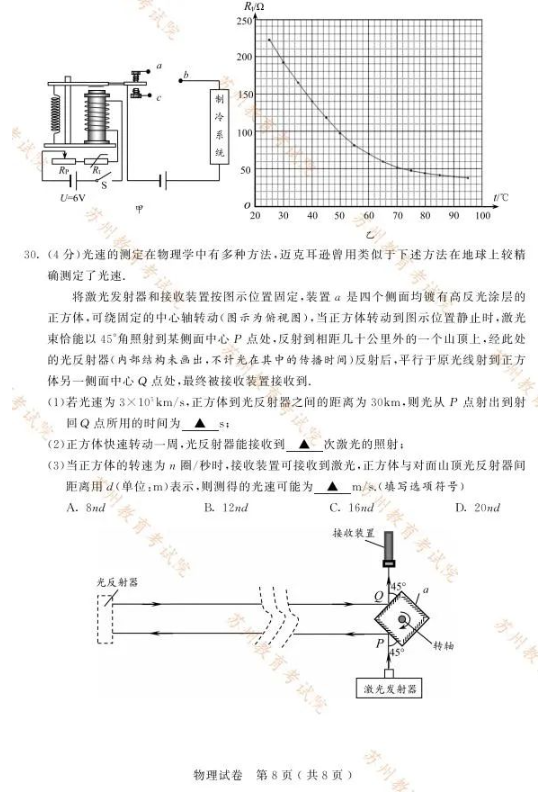 R₁/Ω
250
200
150
100
50
0
20 30 40 50 60 70 80 90 100
t/℃
乙
a
b
c
制冷系统
R_P
R_t
S
U=6V
甲
30. (4 分)光速的测定在物理学中有多种方法,迈克耳逊曾用类似于下述方法在地球上较精
确测定了光速.
将激光发射器和接收装置按图示位置固定,装置 a 是四个侧面均镀有高反光涂层的
正方体,可绕固定的中心轴转动(图示为俯视图),当正方体转动到图示位置静止时,激光
束恰能以 45°角照射到某侧面中心 P 点处,反射到相距几十公里外的一个山顶上,经此处
的光反射器(内部结构未画出,不计光在其中的传播时间)反射后,平行于原光线射到正方
体另一侧面中心 Q 点处,最终被接收装置接收到.
(1)若光速为 3×10⁵km/s,正方体到光反射器之间的距离为 30km,则光从 P 点射出到射
回Q 点所用的时间为 ▲ s;
(2)正方体快速转动一周,光反射器能接收到 ▲ 次激光的照射;
(3)当正方体的转速为 n 圈/秒时,接收装置可接收到激光,正方体与对面山顶光反射器间
距离用 d(单位:m)表示,则测得的光速可能为 ▲ m/s.(填写选项符号)
A. 8nd B. 12nd C. 16nd D. 20nd
接收装置
光反射器
45°
a
Q
P
45°
转轴
激光发射器
物理试卷 第 8 页 ( 共 8 页 )
苏州教育考试院